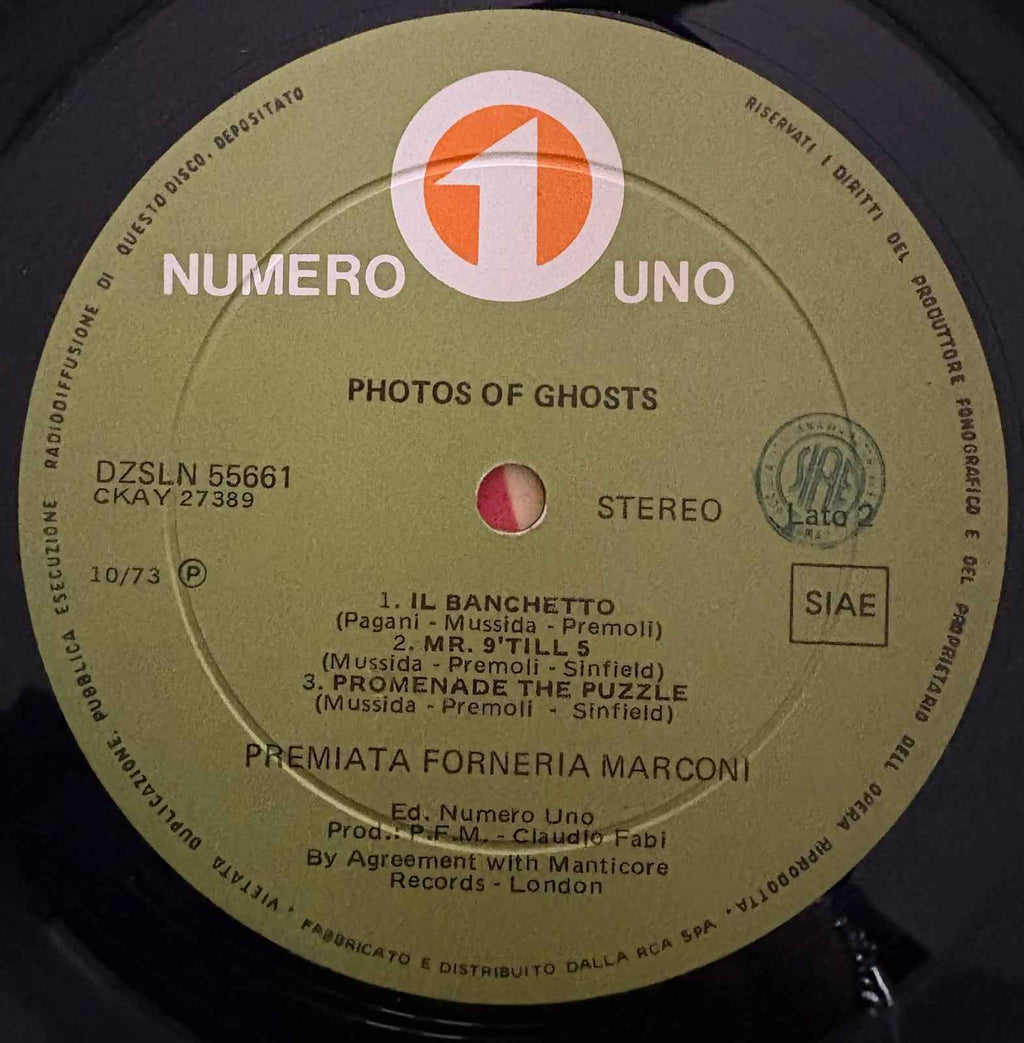 NUMERO 1 UNO
PHOTOS OF GHOSTS
DZSLN 55661
CKAY 27389
STEREO
SIAE
Lato 2
10/73 Ⓟ
SIAE
1. IL BANCHETTO
(Pagani - Mussida - Premoli)
2. MR. 9'TILL 5
(Mussida - Premoli - Sinfield)
3. PROMENADE THE PUZZLE
(Mussida - Premoli - Sinfield)
PREMIATA FORNERIA MARCONI
Ed. Numero Uno
Prod.: P.F.M. - Claudio Fabi
By Agreement with Manticore
Records - London
RISERVATI I DIRITTI DEL PRODUTTORE FONOGRAFICO E DEL PROPRIETARIO DELL OPERA RIPRODOTTA. VIETATA DUPLICAZIONE, PUBBLICA ESECUZIONE RADIODIFFUSIONE DI QUESTO DISCO. DEPOSITATO
FABBRICATO E DISTRIBUITO DALLA RCA SPA